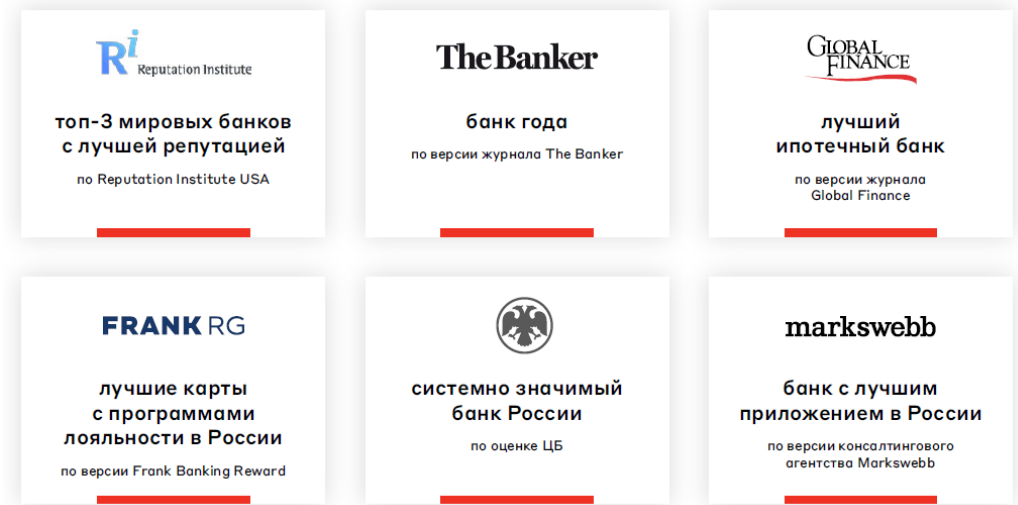 Ri Reputation Institute
топ-3 мировых банков
с лучшей репутацией
по Reputation Institute USA
The Banker
банк года
по версии журнала The Banker
GLOBAL
FINANCE
лучший
ипотечный банк
по версии журнала
Global Finance
FRANK RG
лучшие карты
с программами
лояльности в России
по версии Frank Banking Reward
системно значимый
банк России
по оценке ЦБ
markswebb
банк с лучшим
приложением в России
по версии консалтингового
агентства Markswebb